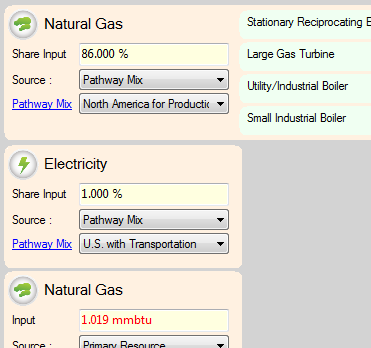 Natural Gas
Share Input 86.000 %
Source : Pathway Mix
Pathway Mix North America for Productic
Stationary Reciprocating E
Large Gas Turbine
Utility/Industrial Boiler
Small Industrial Boiler
Electricity
Share Input 1.000 %
Source : Pathway Mix
Pathway Mix U.S. with Transportation
Natural Gas
Input 1.019 mmbtu
Source : Primary Resource